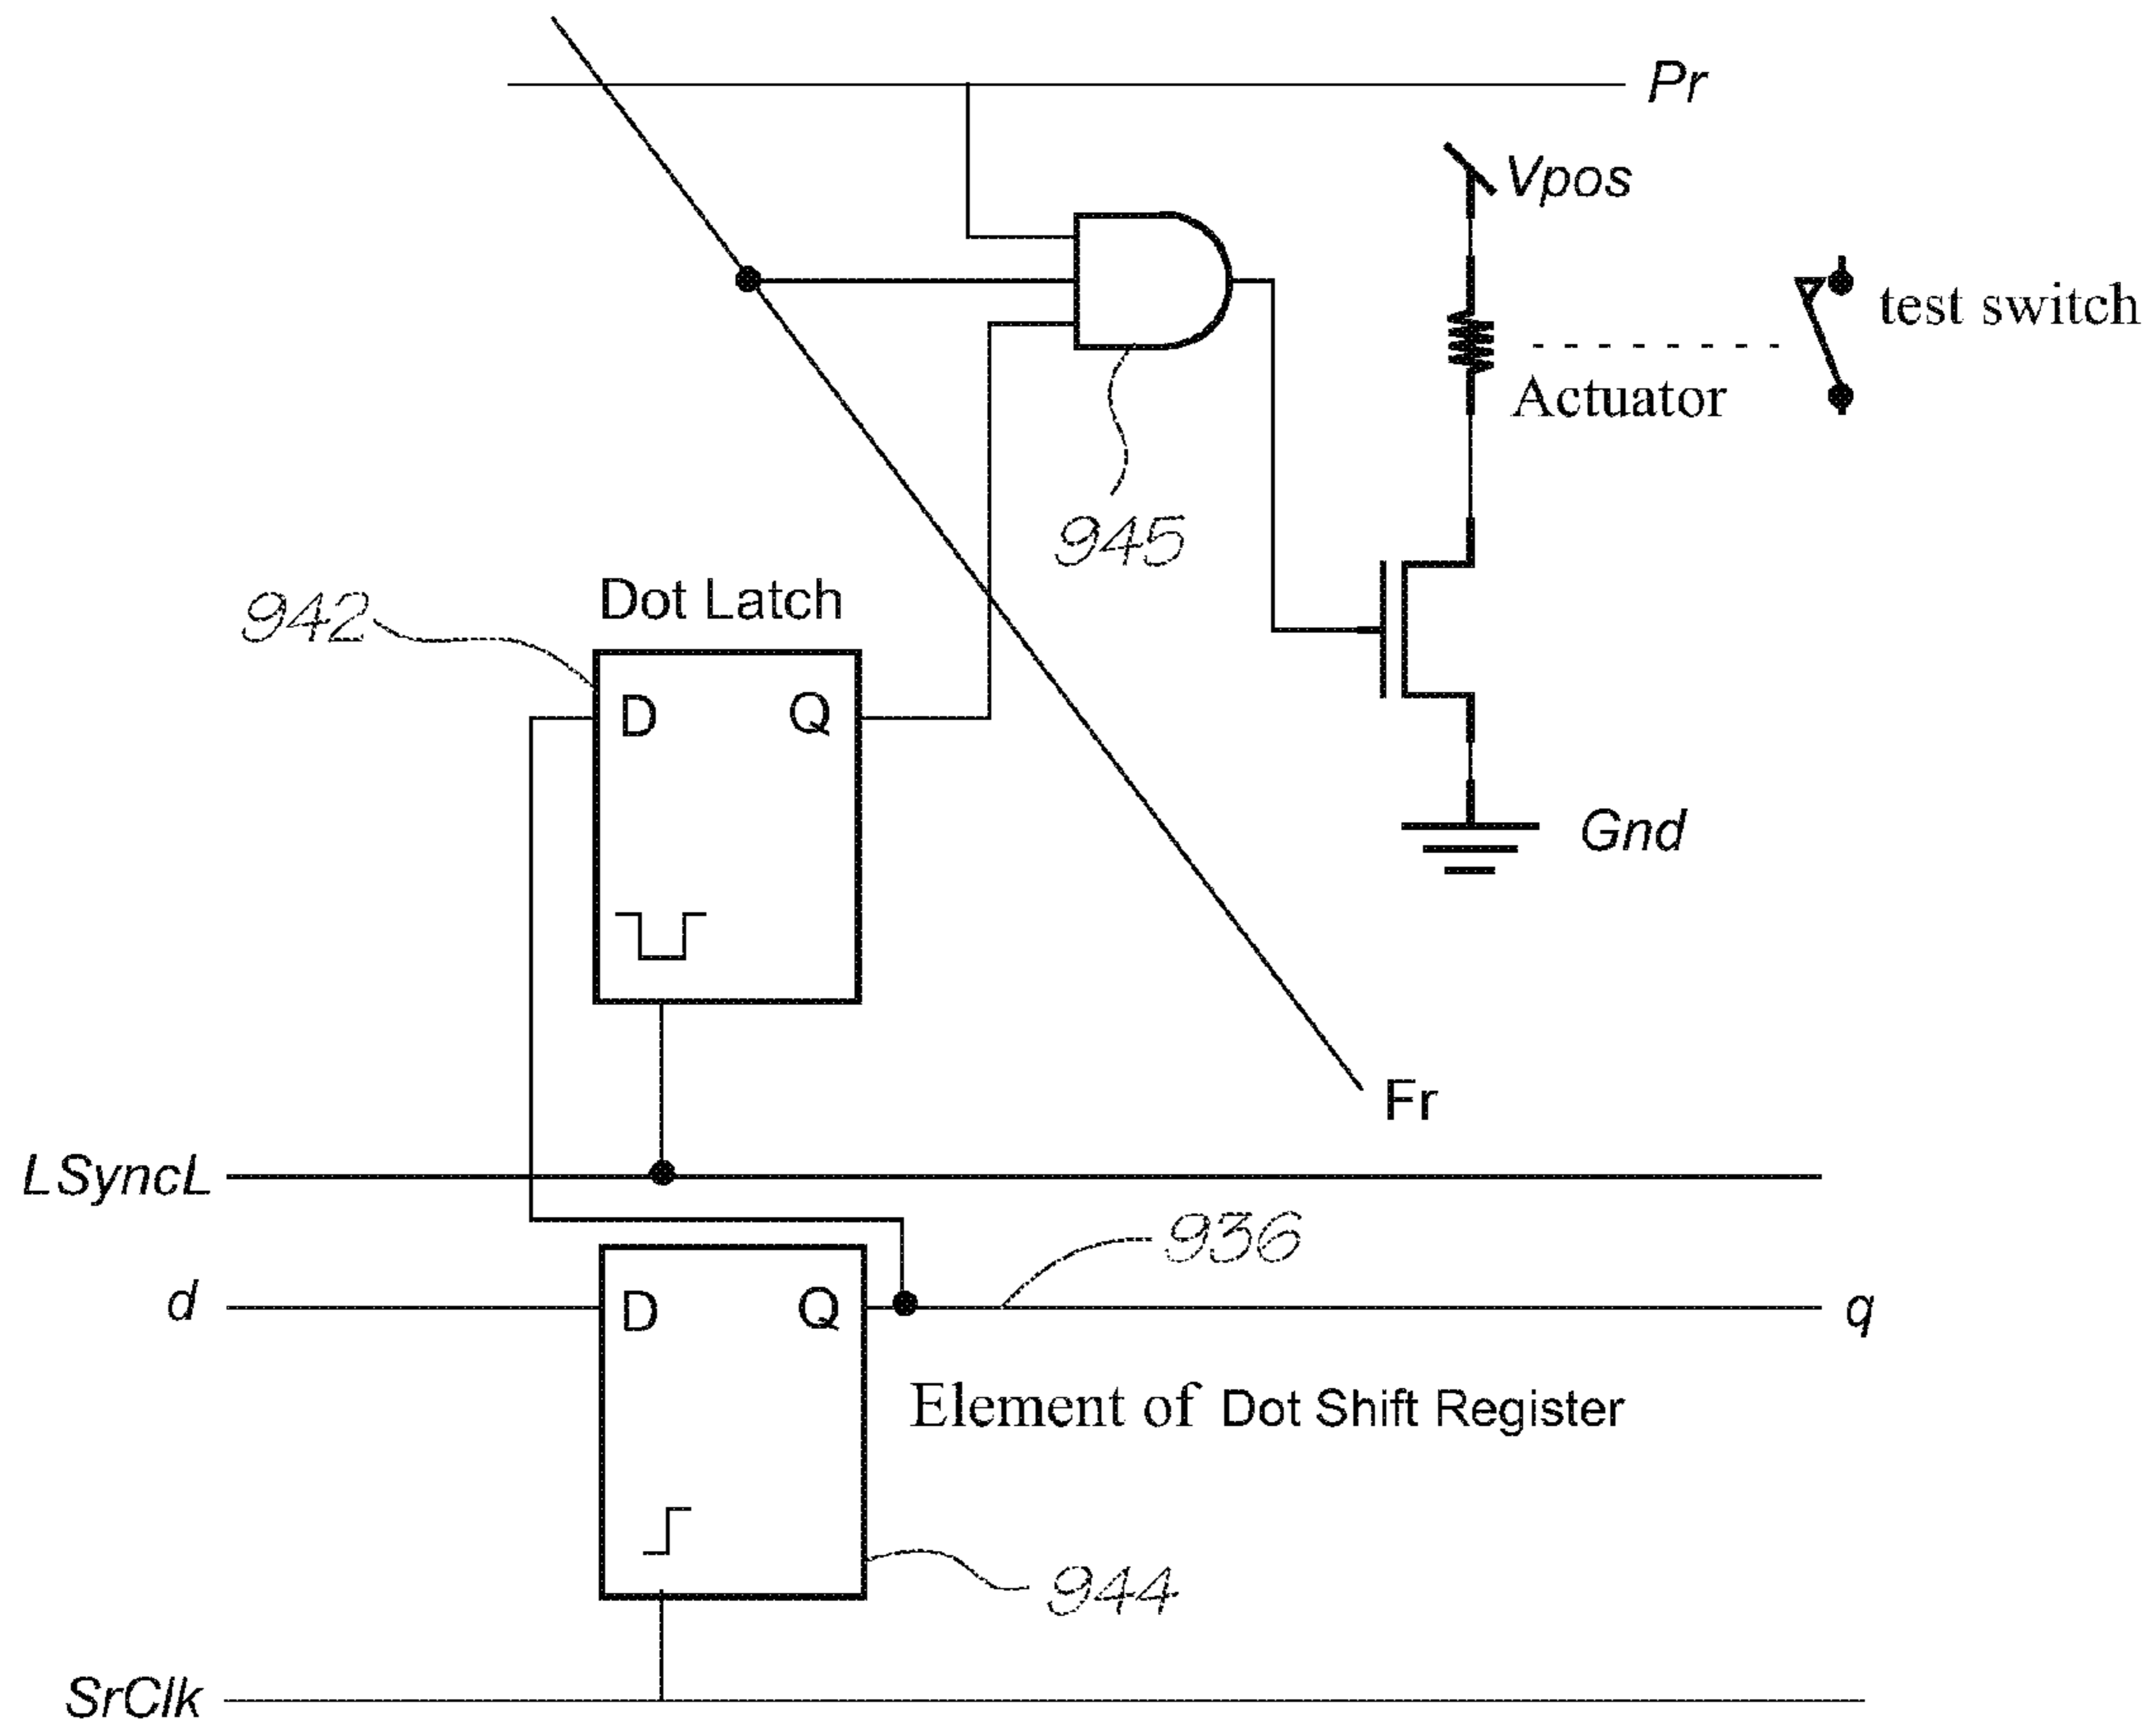 Pr
Vpos
test switch
Actuator
945
942
Dot Latch
D Q
Gnd
Fr
LSyncL
936
d
D Q
q
Element of Dot Shift Register
944
SrClk